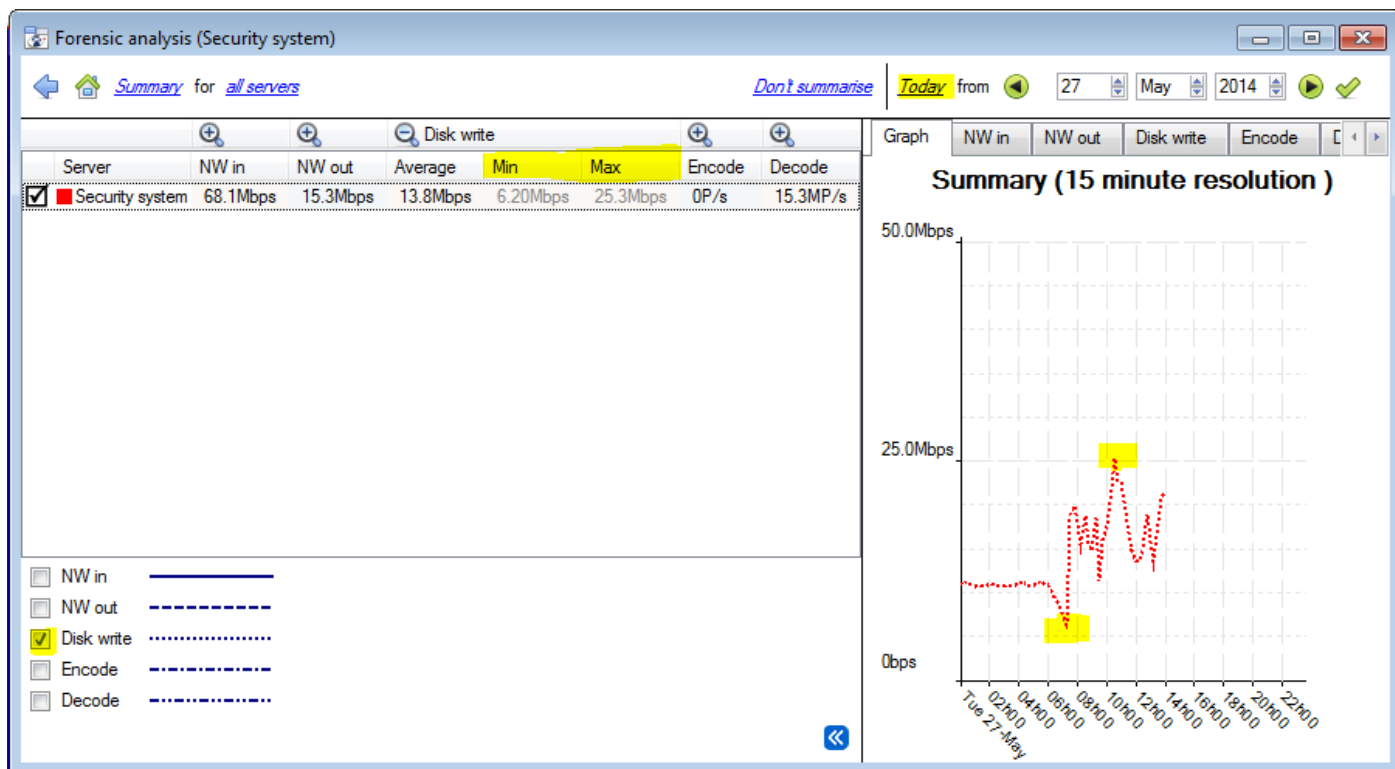 Forensic analysis (Security system)
Summary for all servers Don't summarise Today from 27 May 2014
Disk write
Server NW in NW out Average Min Max Encode Decode
Security system 68.1Mbps 15.3Mbps 13.8Mbps 6.20Mbps 25.3Mbps 0P/s 15.3MP/s
NW in
NW out
Disk write
Encode
Decode
Graph NW in NW out Disk write Encode
Summary (15 minute resolution )
50.0Mbps
25.0Mbps
0bps
Tue 27-May 02h00 04h00 06h00 08h00 10h00 12h00 14h00 16h00 18h00 20h00 22h00